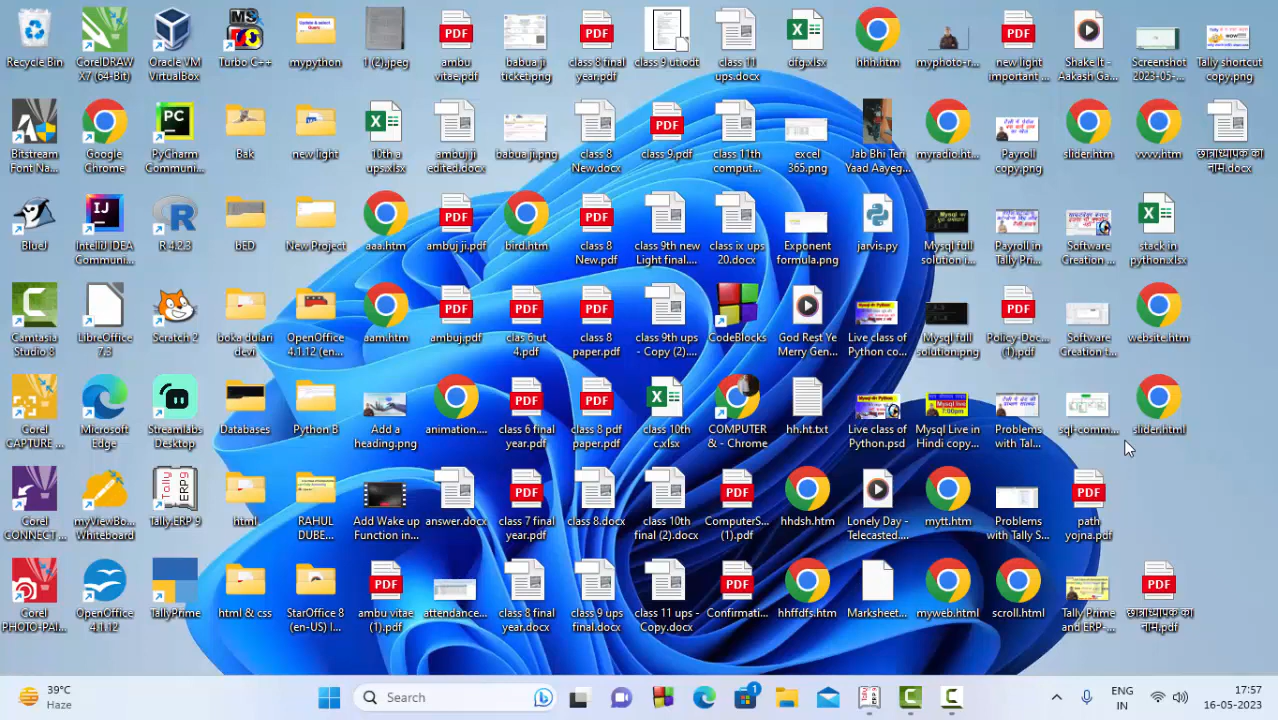 Recycle Bin
CorelDRAW
X7 (64-Bit)
Oracle VM
VirtualBox
Turbo C++
mypython
1 (2).jpeg
ambu
vitae.pdf
babua ji
ticket.png
class 8 final
year.pdf
class 9 ut.odt
class 11
ups.docx
dfg.xlsx
hhh.htm
myphoto-r...
new light
important ...
Shake It -
Aakash Ga...
Screenshot
2023-05-...
Tally shortcut
copy.png
Bitstream
Font Na...
Google
Chrome
PyCharm
Communi...
Bak
new light
10th a
ups.xlsx
ambuj ji
edited.docx
babua ji.png
class 8
New.docx
class 9.pdf
class 11th
comput...
excel
365.png
Jab Bhi Teri
Yaad Aayeg...
myradio.ht...
Payroll
copy.png
slider.htm
vvvv.htm
छात्राध्यापक का
नाम.docx
BlueJ
IntelliJ IDEA
Communi...
R 4.2.3
bED
New Project
aaa.htm
ambuj ji.pdf
bird.htm
class 8
New.pdf
class 9th new
Light final....
class ix ups
20.docx
Exponent
formula.png
jarvis.py
Mysql full
solution i...
Payroll in
Tally Pri...
Software
Creation ...
stack in
python.xlsx
Camtasia
Studio 8
LibreOffice
7.3
Scratch 2
boka dulari
devi
OpenOffice
4.1.12 (en...
aam.htm
ambuj.pdf
clas 6 ut
4.pdf
class 8
paper.pdf
class 9th ups
- Copy (2)....
CodeBlocks
God Rest Ye
Merry Gen...
Live class of
Python co...
Mysql full
solution.png
Policy-Doc...
(1).pdf
Software
Creation t...
website.htm
Corel
CAPTURE ...
Microsoft
Edge
Streamlabs
Desktop
Databases
Python B
Add a
heading.png
animation....
class 6 final
year.pdf
class 8 pdf
paper.pdf
class 10th
c.xlsx
COMPUTER
& - Chrome
hh.ht.txt
Live class of
Python.psd
Mysql Live in
Hindi copy...
Problems
with Tal...
sql-comm...
slider.html
Corel
CONNECT ...
myViewBo...
Whiteboard
Tally.ERP 9
html
RAHUL
DUBE...
Add Wake up
Function in...
answer.docx
class 7 final
year.pdf
class 8.docx
class 10th
final (2).docx
ComputerS...
(1).pdf
hhdsh.htm
Lonely Day -
Telecasted....
mytt.htm
Problems
with Tally S...
path
yojna.pdf
Corel
PHOTO-PAI...
OpenOffice
4.1.12
TallyPrime
html & css
StarOffice 8
(en-US) I...
ambu vitae
(1).pdf
attendance...
class 8 final
year.docx
class 9 ups
final.docx
class 11 ups -
Copy.docx
Confirmati...
hhffdfs.htm
Marksheet...
myweb.html
scroll.html
Tally Prime
and ERP-...
छात्राध्यापक का
नाम.pdf
39°C
Haze
Search
ENG
IN
17:57
16-05-2023